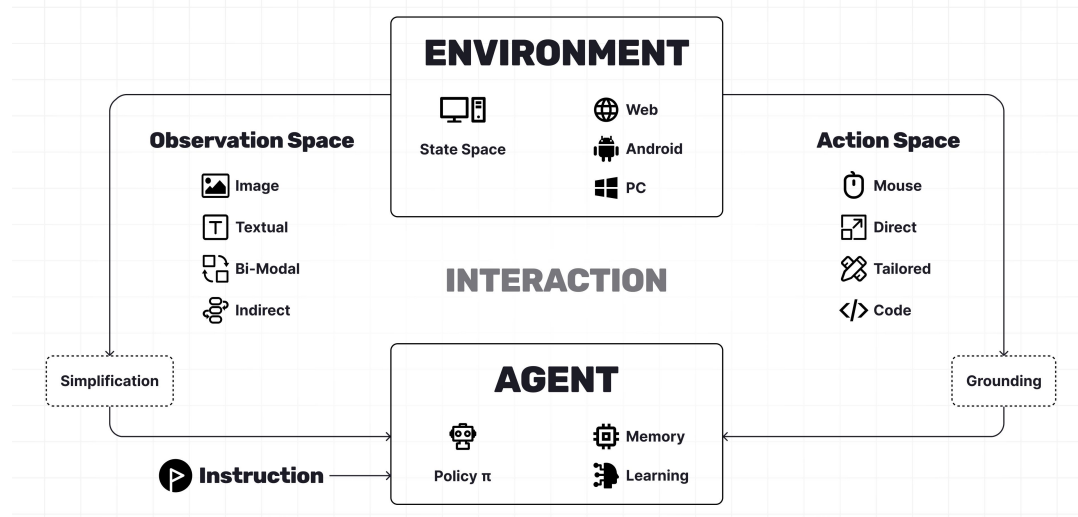 ENVIRONMENT
State Space
Web
Android
PC
Observation Space
Image
Textual
Bi-Modal
Indirect
Action Space
Mouse
Direct
Tailored
Code
INTERACTION
Simplification
Grounding
AGENT
Policy π
Memory
Learning
Instruction